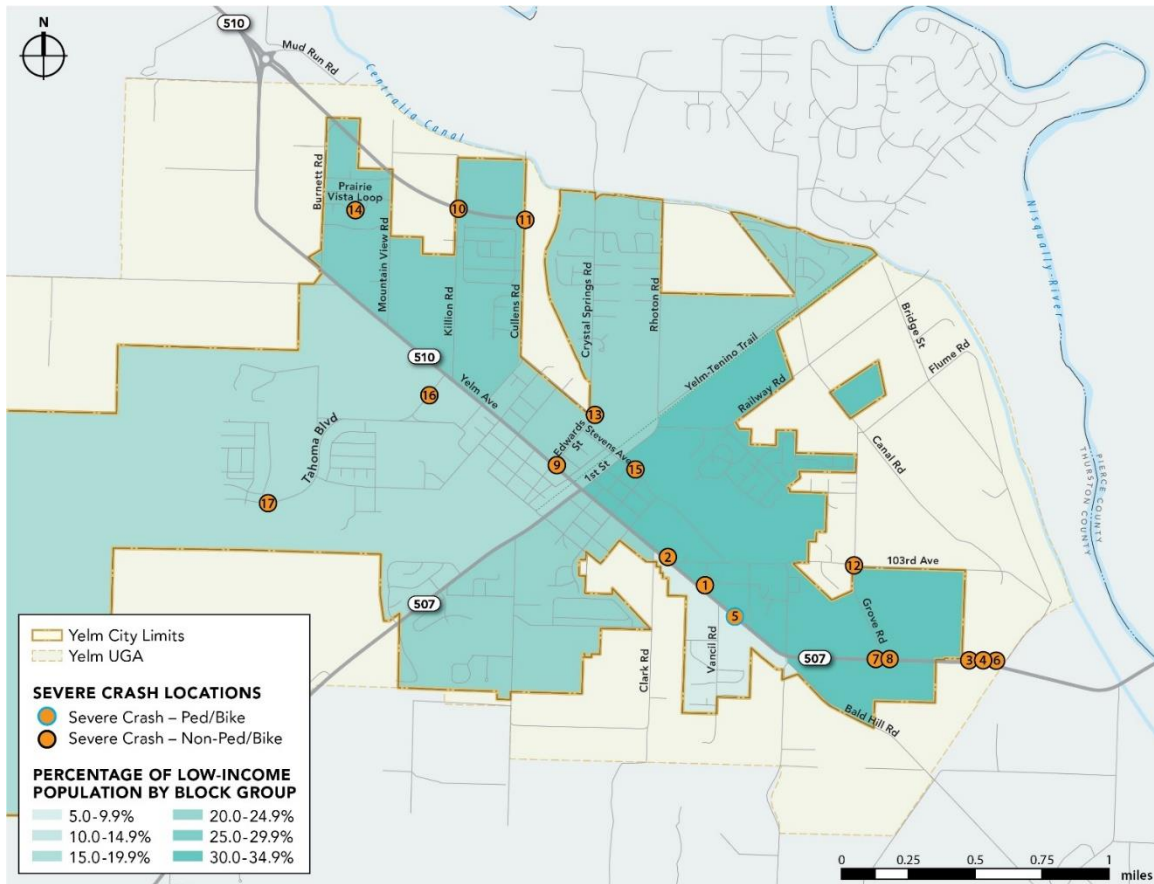 510
N
Mud Run Rd
Centralia Canal
Burnett Rd
Prairie
Vista Loop
14
10
11
Mountain View Rd
Killion Rd
Cullens Rd
Crystal Springs Rd
Rhoton Rd
Nisqually River
Bridge St
Flume Rd
Yelm-Tenino Trail
Railway Rd
510
Yelm Ave
16
Tahoma Blvd
13
Edwards
St
Stevens Ave
Canal Rd
9
1st St
15
17
PIERCE COUNTY
THURSTON COUNTY
2
12
103rd Ave
1
507
5
Grove Rd
Vancil Rd
Clark Rd
507
7
8
3
4
6
Bald Hill Rd
Yelm City Limits
Yelm UGA
SEVERE CRASH LOCATIONS
Severe Crash – Ped/Bike
Severe Crash – Non-Ped/Bike
PERCENTAGE OF LOW-INCOME
POPULATION BY BLOCK GROUP
5.0-9.9%
20.0-24.9%
10.0-14.9%
25.0-29.9%
15.0-19.9%
30.0-34.9%
0 0.25 0.5 0.75 1
miles